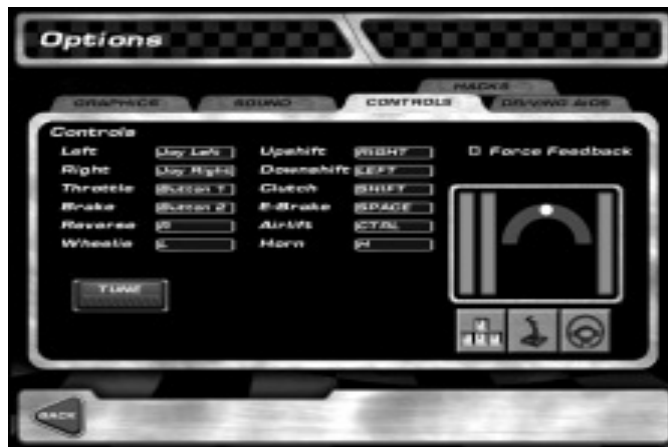 Options
HACKS
GRAPHICS SOUND CONTROLS DRIVING AIDS
Controls
Left Joy Left Upshift RIGHT Force Feedback
Right Joy Right Downshift LEFT
Throttle Button 1 Clutch SHIFT
Brake Button 2 E-Brake SPACE
Reverse R Airlift CTRL
Wheelie L Horn H
TUNE
BACK